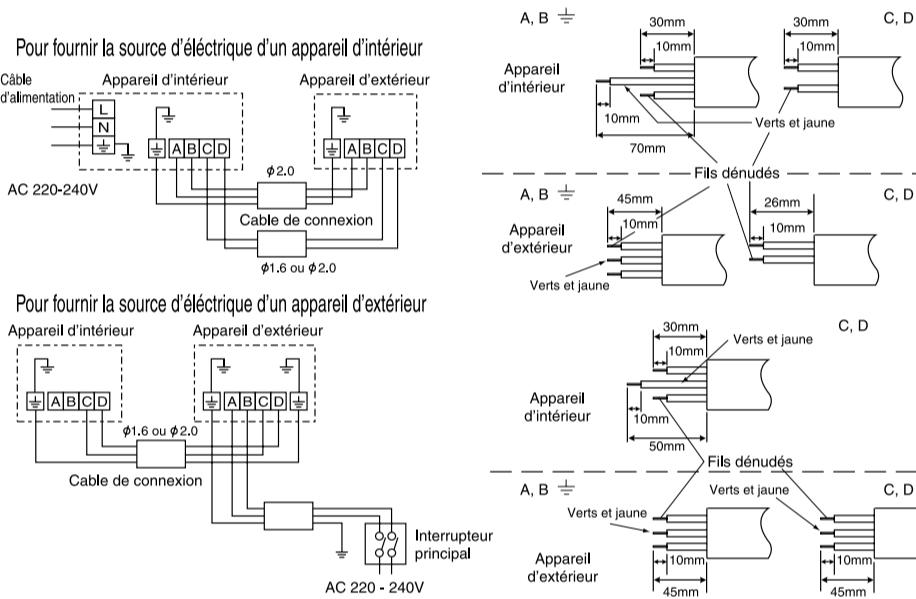 Pour fournir la source d'éléctrique d'un appareil d'intérieur
Câble
d'alimentation
Appareil d'intérieur
Appareil d'extérieur
L
N
A B C D
A B C D
AC 220-240V
ϕ2.0
Cable de connexion
ϕ1.6 ou ϕ2.0
Pour fournir la source d'éléctrique d'un appareil d'extérieur
Appareil d'intérieur
Appareil d'extérieur
A B C D
A B C D
ϕ1.6 ou ϕ2.0
Cable de connexion
Interrupteur
principal
AC 220 - 240V
A, B
C, D
30mm
30mm
10mm
10mm
Appareil
d'intérieur
10mm
Verts et jaune
70mm
Fils dénudés
A, B
C, D
45mm
26mm
10mm
10mm
Appareil
d'extérieur
Verts et jaune
C, D
30mm
Verts et jaune
10mm
Appareil
d'intérieur
10mm
50mm
Fils dénudés
A, B
C, D
Verts et jaune
Verts et jaune
10mm
10mm
Appareil
d'extérieur
45mm
45mm